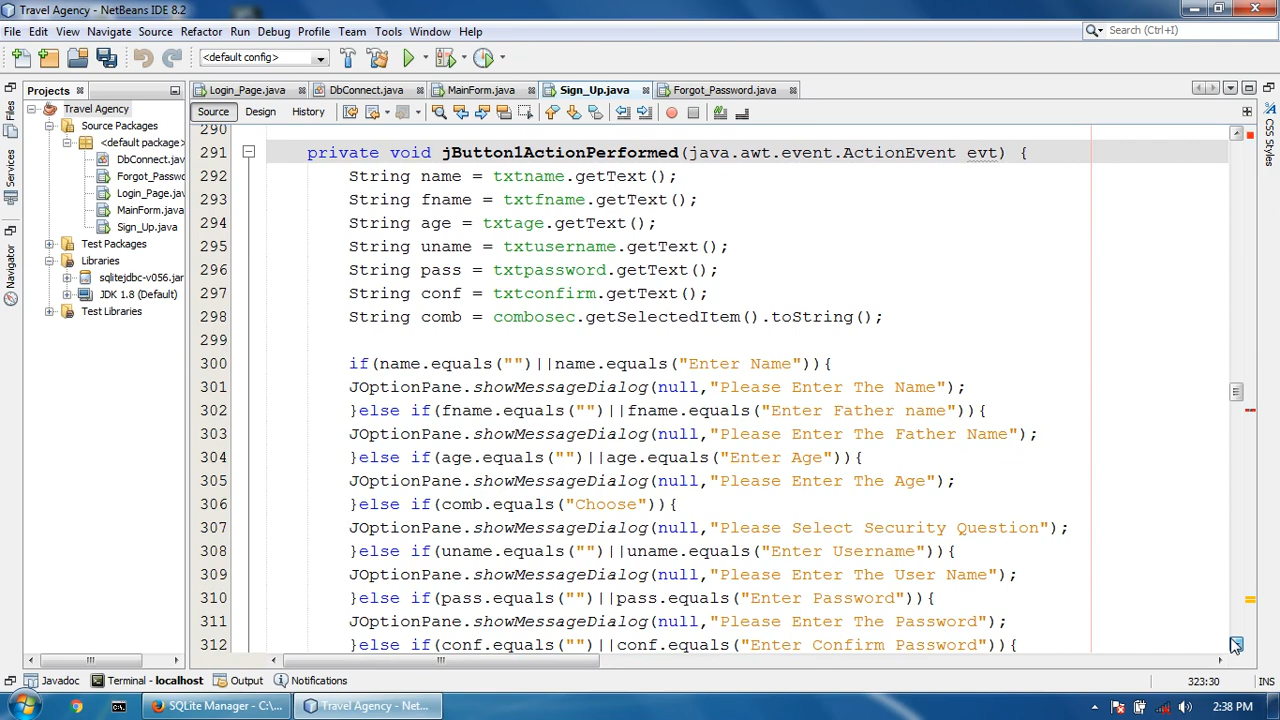 Travel Agency - NetBeans IDE 8.2
File Edit View Navigate Source Refactor Run Debug Profile Team Tools Window Help
Search (Ctrl+I)
<default config>
Projects
Login_Page.java DbConnect.java MainForm.java Sign_Up.java Forgot_Password.java
Source Design History
Files
Services
Navigator
CSS Styles
Travel Agency
Source Packages
<default package>
DbConnect.jav
Forgot_Passwo
Login_Page.java
MainForm.java
Sign_Up.java
Test Packages
Libraries
sqlitejdbc-v056.jar
JDK 1.8 (Default)
Test Libraries
290
291 private void jButton1ActionPerformed(java.awt.event.ActionEvent evt) {
292 String name = txtname.getText();
293 String fname = txtfname.getText();
294 String age = txtage.getText();
295 String uname = txtusername.getText();
296 String pass = txtpassword.getText();
297 String conf = txtconfirm.getText();
298 String comb = combosec.getSelectedItem().toString();
299
300 if(name.equals("")||name.equals("Enter Name")){
301 JOptionPane.showMessageDialog(null,"Please Enter The Name");
302 }else if(fname.equals("")||fname.equals("Enter Father name")){
303 JOptionPane.showMessageDialog(null,"Please Enter The Father Name");
304 }else if(age.equals("")||age.equals("Enter Age")){
305 JOptionPane.showMessageDialog(null,"Please Enter The Age");
306 }else if(comb.equals("Choose")){
307 JOptionPane.showMessageDialog(null,"Please Select Security Question");
308 }else if(uname.equals("")||uname.equals("Enter Username")){
309 JOptionPane.showMessageDialog(null,"Please Enter The User Name");
310 }else if(pass.equals("")||pass.equals("Enter Password")){
311 JOptionPane.showMessageDialog(null,"Please Enter The Password");
312 }else if(conf.equals("")||conf.equals("Enter Confirm Password")){
Javadoc Terminal - localhost Output Notifications
323:30 INS
SQLite Manager - C:\... Travel Agency - Net...
2:38 PM